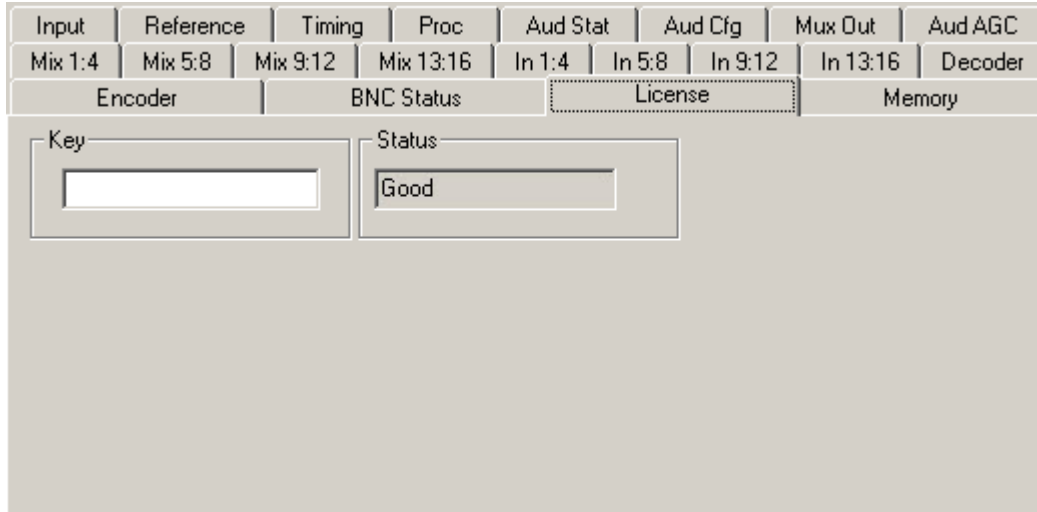 Input Reference Timing Proc Aud Stat Aud Cfg Mux Out Aud AGC
Mix 1:4 Mix 5:8 Mix 9:12 Mix 13:16 In 1:4 In 5:8 In 9:12 In 13:16 Decoder
Encoder BNC Status License Memory
Key Status
Good